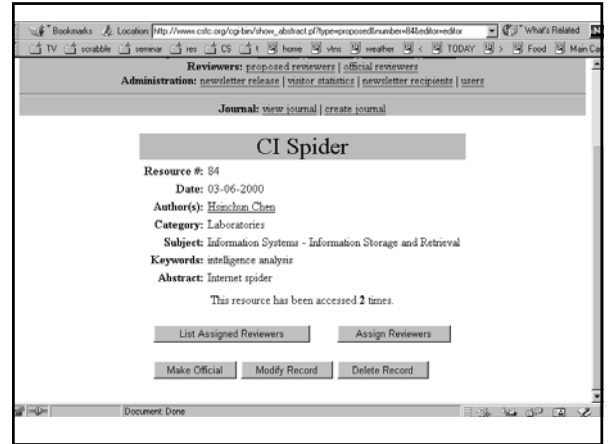 Bookmarks Location: http://www.cstc.org/cgi-bin/show_abstract.pl?type=proposed&number=84&editor=editor What's Related
TV scrabble seminar res CS t home vtns weather < TODAY > Food Main Car
Reviewers: proposed reviewers | official reviewers
Administration: newsletter release | visitor statistics | newsletter recipients | users
Journal: view journal | create journal
CI Spider
Resource #: 84
Date: 03-06-2000
Author(s): Hsinchun Chen
Category: Laboratories
Subject: Information Systems - Information Storage and Retrieval
Keywords: intelligence analysis
Abstract: Internet spider
This resource has been accessed 2 times.
List Assigned Reviewers Assign Reviewers
Make Official Modify Record Delete Record
Document: Done